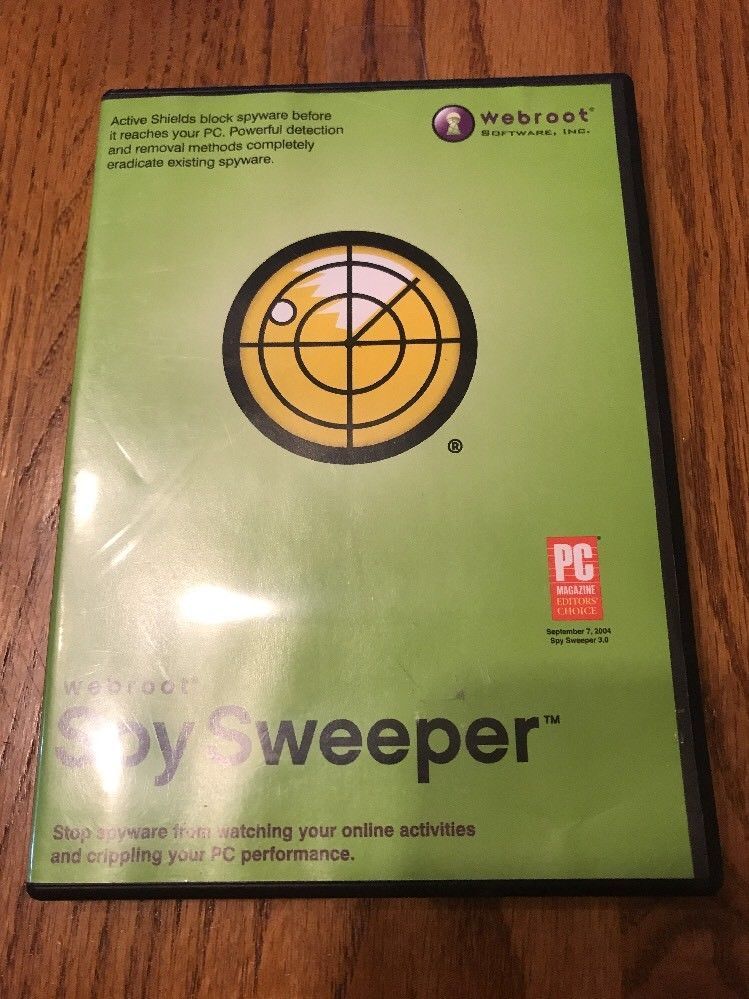 Active Shields block spyware before
it reaches your PC. Powerful detection
and removal methods completely
eradicate existing spyware.
webroot®
SOFTWARE, INC.
®
PC
MAGAZINE
EDITORS'
CHOICE
September 7, 2004
Spy Sweeper 3.0
webroot®
Spy Sweeper™
Stop spyware from watching your online activities
and crippling your PC performance.